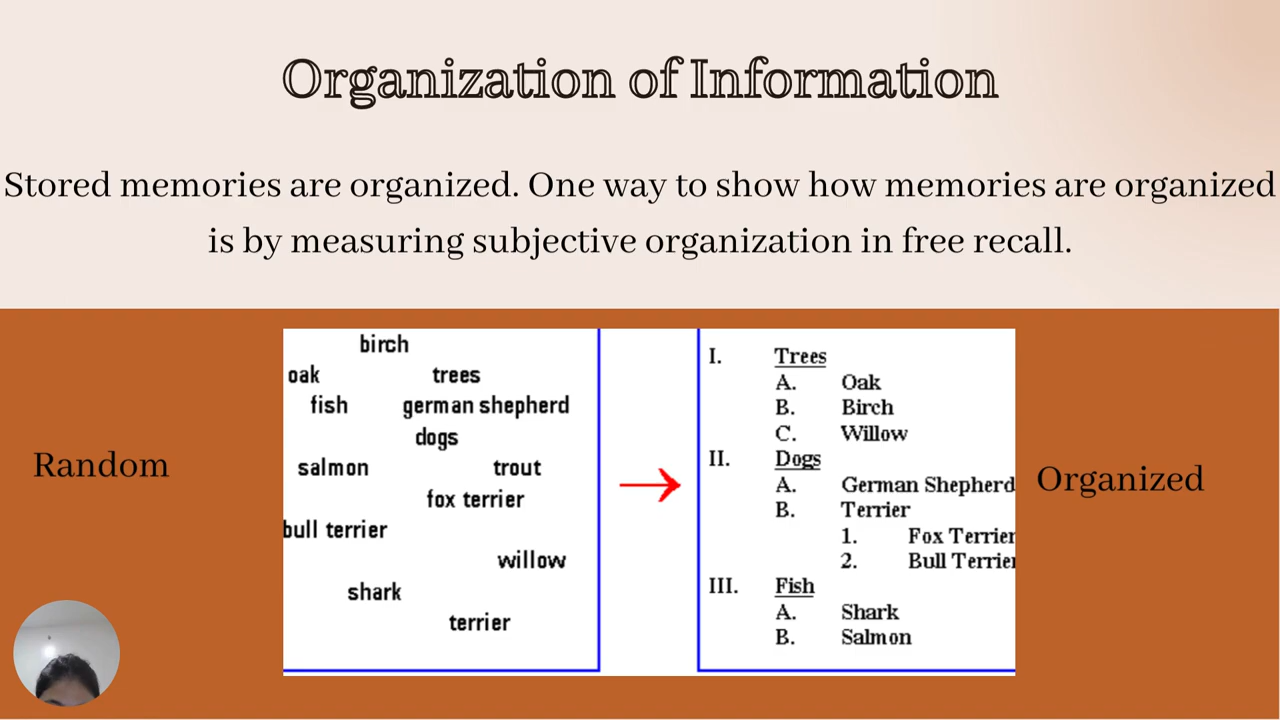 Organization of Information
Stored memories are organized. One way to show how memories are organized
is by measuring subjective organization in free recall.
Random
birch
oak trees
fish german shepherd
dogs
salmon trout
fox terrier
bull terrier
willow
shark
terrier
I. Trees
A. Oak
B. Birch
C. Willow
II. Dogs
A. German Shepherd
B. Terrier
1. Fox Terrier
2. Bull Terrier
III. Fish
A. Shark
B. Salmon
Organized